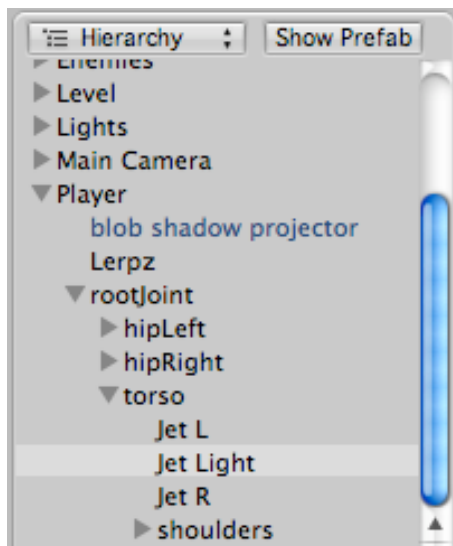 Hierarchy Show Prefab
Enemies
Level
Lights
Main Camera
Player
blob shadow projector
Lerpz
rootJoint
hipLeft
hipRight
torso
Jet L
Jet Light
Jet R
shoulders